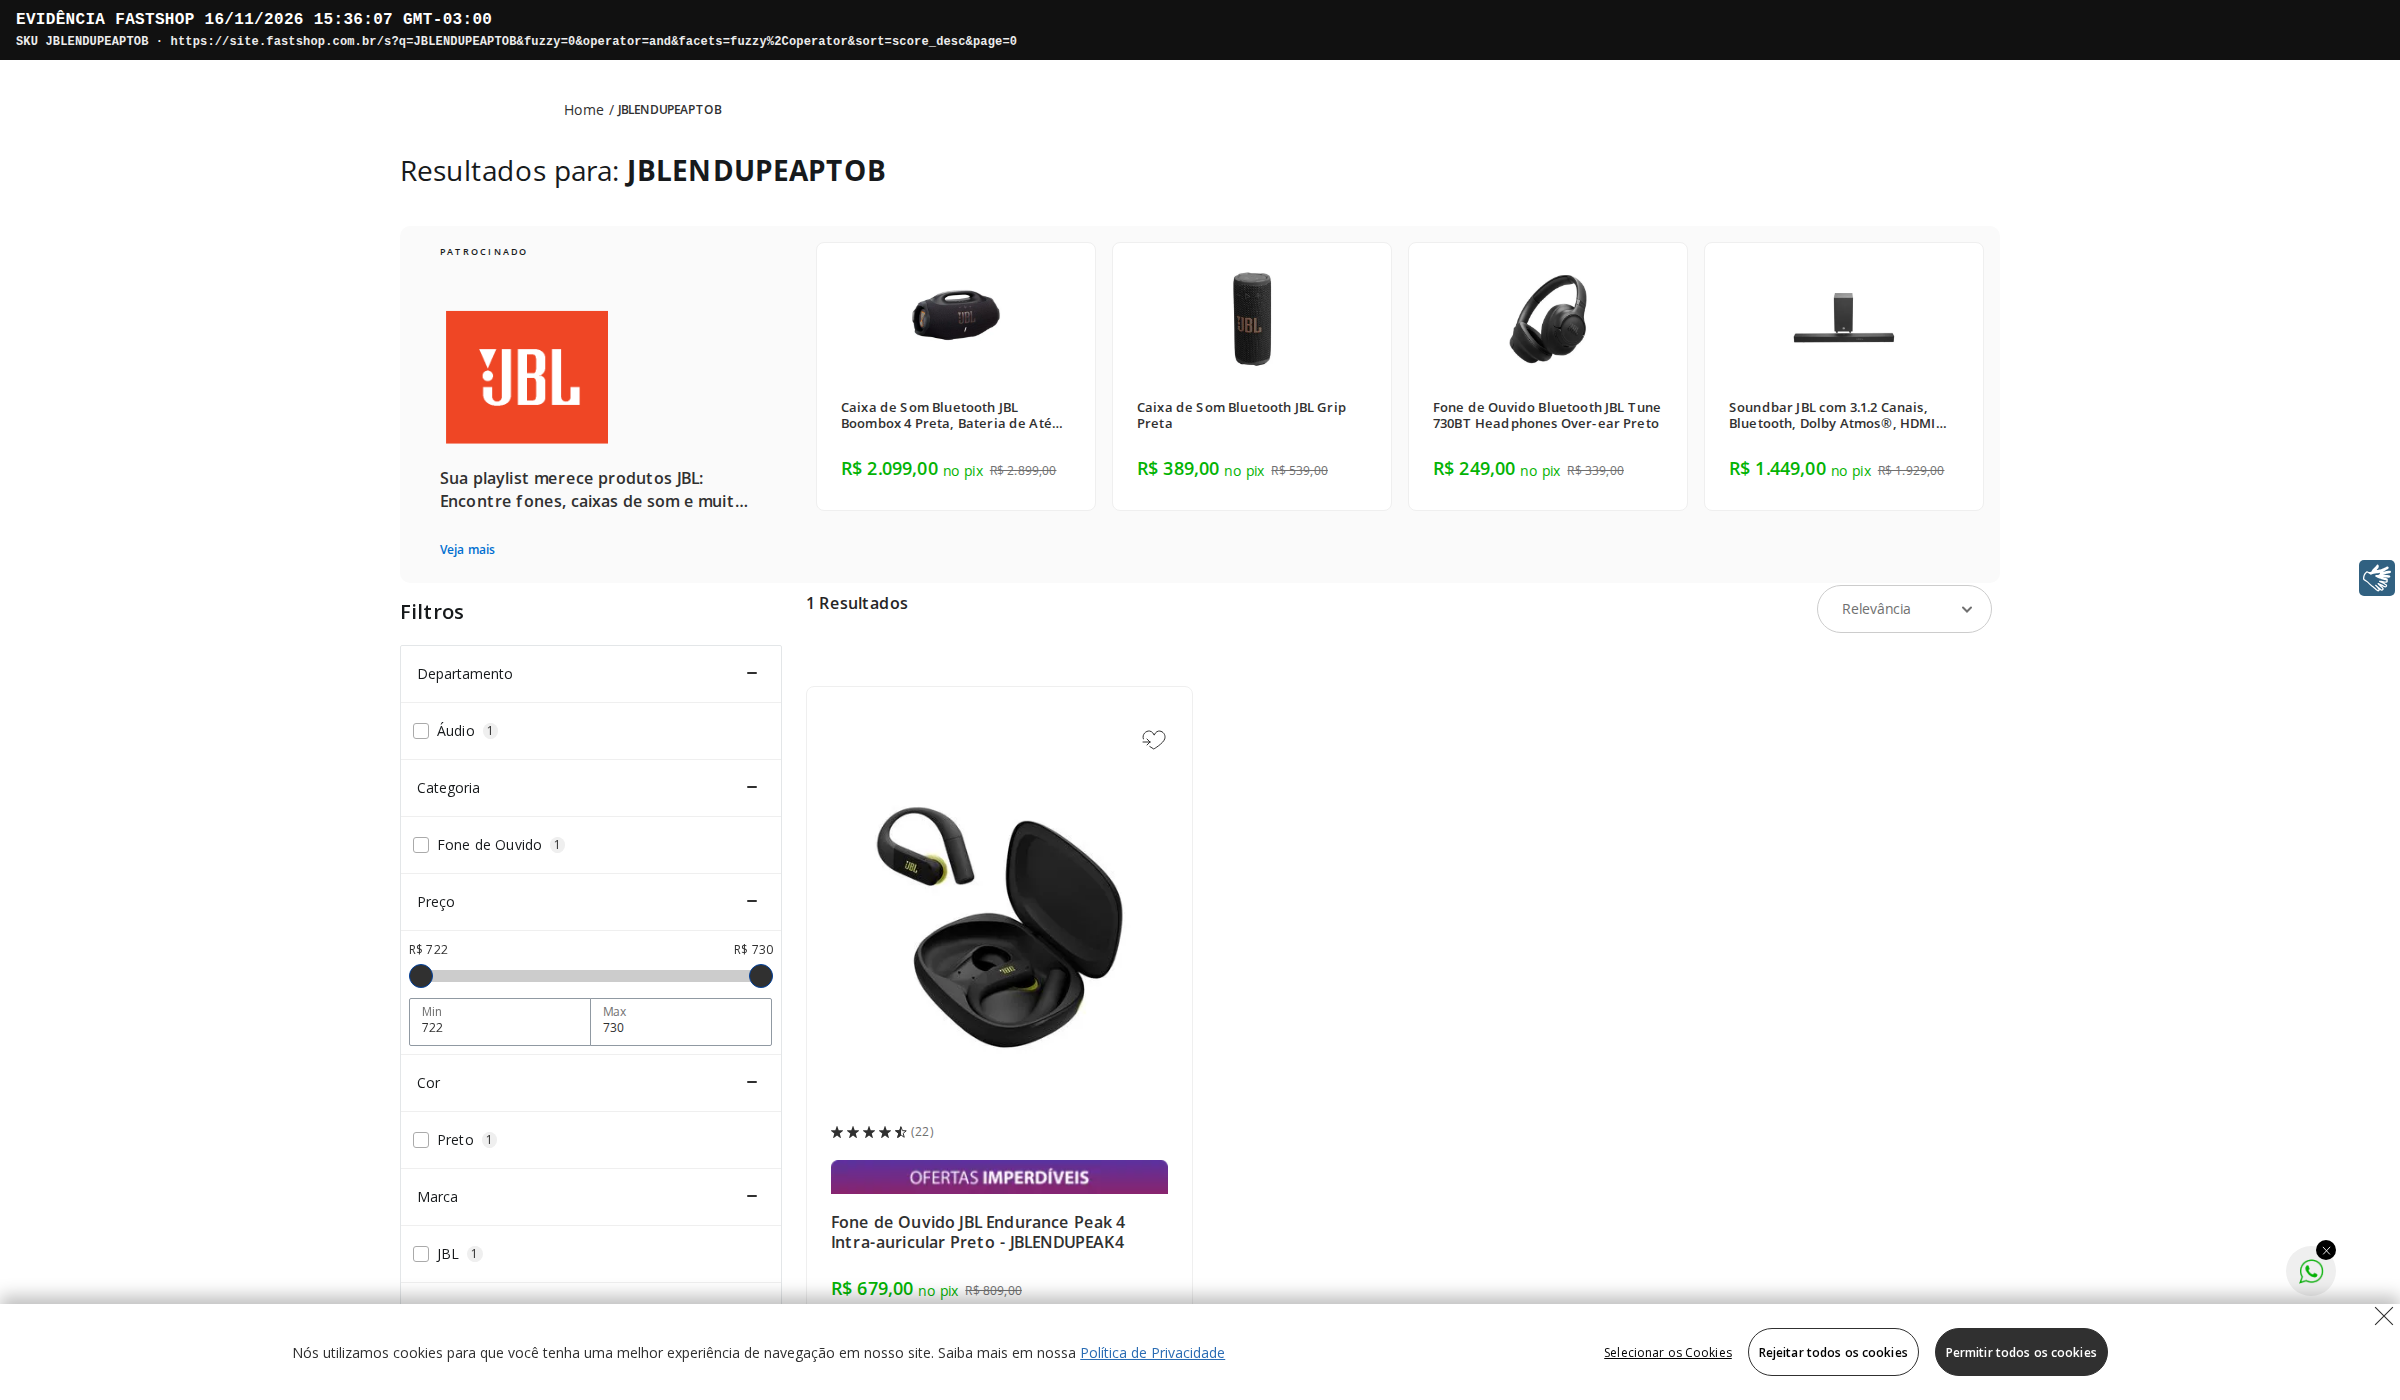 EVIDÊNCIA FASTSHOP 16/11/2026 15:36:07 GMT-03:00
SKU JBLENDUPEAPTOB · https://site.fastshop.com.br/s?q=JBLENDUPEAPTOB&fuzzy=0&operator=and&facets=fuzzy%2Coperator&sort=score_desc&page=0
Home / JBLENDUPEAPTOB
Resultados para: JBLENDUPEAPTOB
PATROCINADO
JBL
Sua playlist merece produtos JBL:
Encontre fones, caixas de som e muit...
Veja mais
JBL
Caixa de Som Bluetooth JBL
Boombox 4 Preta, Bateria de Até...
R$ 2.099,00 no pix R$ 2.899,00
JBL
Caixa de Som Bluetooth JBL Grip
Preta
R$ 389,00 no pix R$ 539,00
Fone de Ouvido Bluetooth JBL Tune
730BT Headphones Over-ear Preto
R$ 249,00 no pix R$ 339,00
Soundbar JBL com 3.1.2 Canais,
Bluetooth, Dolby Atmos®, HDMI...
R$ 1.449,00 no pix R$ 1.929,00
Filtros
1 Resultados
Relevância
Departamento
Áudio 1
Categoria
Fone de Ouvido 1
Preço
R$ 722 R$ 730
Min Max
722 730
Cor
Preto 1
Marca
JBL 1
JBL
JBL
(22)
OFERTAS IMPERDÍVEIS
Fone de Ouvido JBL Endurance Peak 4
Intra-auricular Preto - JBLENDUPEAK4
R$ 679,00 no pix R$ 809,00
Nós utilizamos cookies para que você tenha uma melhor experiência de navegação em nosso site. Saiba mais em nossa Política de Privacidade
Selecionar os Cookies
Rejeitar todos os cookies
Permitir todos os cookies